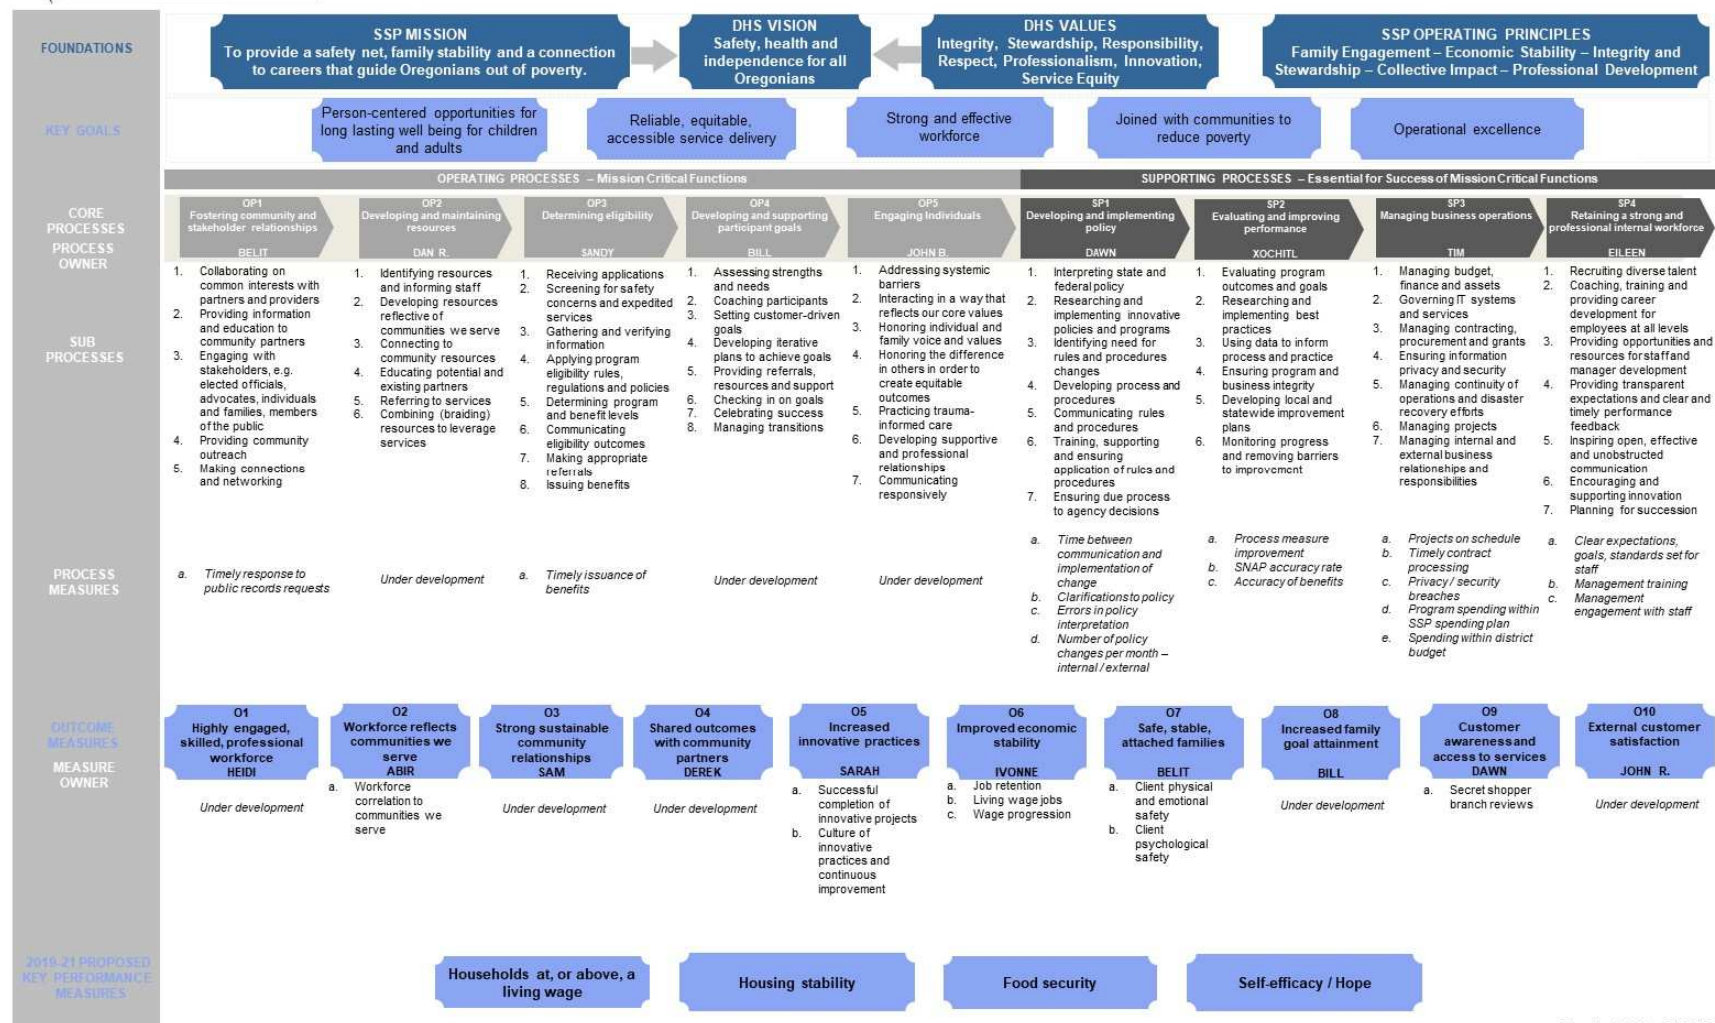 FOUNDATIONS
SSP MISSION
To provide a safety net, family stability and a connection
to careers that guide Oregonians out of poverty.
DHS VISION
Safety, health and
independence for all
Oregonians
DHS VALUES
Integrity, Stewardship, Responsibility,
Respect, Professionalism, Innovation,
Service Equity
SSP OPERATING PRINCIPLES
Family Engagement – Economic Stability – Integrity and
Stewardship – Collective Impact – Professional Development
KEY GOALS
Person-centered opportunities for
long lasting well being for children
and adults
Reliable, equitable,
accessible service delivery
Strong and effective
workforce
Joined with communities to
reduce poverty
Operational excellence
OPERATING PROCESSES – Mission Critical Functions
SUPPORTING PROCESSES – Essential for Success of Mission Critical Functions
CORE
PROCESSES
PROCESS
OWNER
OP1
Fostering community and
stakeholder relationships
BELIT
OP2
Developing and maintaining
resources
DAN R.
OP3
Determining eligibility
SANDY
OP4
Developing and supporting
participant goals
BILL
OP5
Engaging Individuals
JOHN B.
SP1
Developing and implementing
policy
DAWN
SP2
Evaluating and improving
performance
XOCHITL
SP3
Managing business operations
TIM
SP4
Retaining a strong and
professional internal workforce
EILEEN
SUB
PROCESSES
1. Collaborating on
common interests with
partners and providers
2. Providing information
and education to
community partners
3. Engaging with
stakeholders, e.g.
elected officials,
advocates, individuals
and families, members
of the public
4. Providing community
outreach
5. Making connections
and networking
1. Identifying resources
and informing staff
2. Developing resources
reflective of
communities we serve
3. Connecting to
community resources
4. Educating potential and
existing partners
5. Referring to services
6. Combining (braiding)
resources to leverage
services
1. Receiving applications
2. Screening for safety
concerns and expedited
services
3. Gathering and verifying
information
4. Applying program
eligibility rules,
regulations and policies
5. Determining program
and benefit levels
6. Communicating
eligibility outcomes
7. Making appropriate
referrals
8. Issuing benefits
1. Assessing strengths
and needs
2. Coaching participants
3. Setting customer-driven
goals
4. Developing iterative
plans to achieve goals
5. Providing referrals,
resources and support
6. Checking in on goals
7. Celebrating success
8. Managing transitions
1. Addressing systemic
barriers
2. Interacting in a way that
reflects our core values
3. Honoring individual and
family voice and values
4. Honoring the difference
in others in order to
create equitable
outcomes
5. Practicing trauma-
informed care
6. Developing supportive
and professional
relationships
7. Communicating
responsively
1. Interpreting state and
federal policy
2. Researching and
implementing innovative
policies and programs
3. Identifying need for
rules and procedures
changes
4. Developing process and
procedures
5. Communicating rules
and procedures
6. Training, supporting
and ensuring
application of rules and
procedures
7. Ensuring due process
to agency decisions
1. Evaluating program
outcomes and goals
2. Researching and
implementing best
practices
3. Using data to inform
process and practice
4. Ensuring program and
business integrity
5. Developing local and
statewide improvement
plans
6. Monitoring progress
and removing barriers
to improvement
1. Managing budget,
finance and assets
2. Governing IT systems
and services
3. Managing contracting,
procurement and grants
4. Ensuring information
privacy and security
5. Managing continuity of
operations and disaster
recovery efforts
6. Managing projects
7. Managing internal and
external business
relationships and
responsibilities
1. Recruiting diverse talent
2. Coaching, training and
providing career
development for
employees at all levels
3. Providing opportunities and
resources for staff and
manager development
4. Providing transparent
expectations and clear and
timely performance
feedback
5. Inspiring open, effective
and unobstructed
communication
6. Encouraging and
supporting innovation
7. Planning for succession
PROCESS
MEASURES
a. Timely response to
public records requests
Under development
a. Timely issuance of
benefits
Under development
Under development
a. Time between
communication and
implementation of
change
b. Clarifications to policy
c. Errors in policy
interpretation
d. Number of policy
changes per month –
internal / external
a. Process measure
improvement
b. SNAP accuracy rate
c. Accuracy of benefits
a. Projects on schedule
b. Timely contract
processing
c. Privacy / security
breaches
d. Program spending within
SSP spending plan
e. Spending within district
budget
a. Clear expectations,
goals, standards set for
staff
b. Management training
c. Management
engagement with staff
OUTCOME
MEASURES
MEASURE
OWNER
O1
Highly engaged,
skilled, professional
workforce
HEIDI
Under development
O2
Workforce reflects
communities we
serve
ABIR
a. Workforce
correlation to
communities we
serve
O3
Strong sustainable
community
relationships
SAM
Under development
O4
Shared outcomes
with community
partners
DEREK
Under development
O5
Increased
innovative practices
SARAH
a. Successful
completion of
innovative projects
b. Culture of
innovative
practices and
continuous
improvement
O6
Improved economic
stability
IVONNE
a. Job retention
b. Living wage jobs
c. Wage progression
O7
Safe, stable,
attached families
BELIT
a. Client physical
and emotional
safety
b. Client
psychological
safety
O8
Increased family
goal attainment
BILL
Under development
O9
Customer
awareness and
access to services
DAWN
a. Secret shopper
branch reviews
O10
External customer
satisfaction
JOHN R.
Under development
2019-21 PROPOSED
KEY PERFORMANCE
MEASURES
Households at, or above, a
living wage
Housing stability
Food security
Self-efficacy / Hope